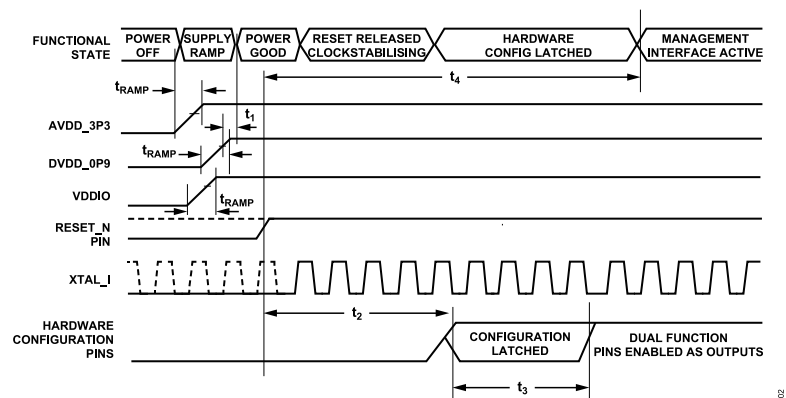 FUNCTIONAL
STATE
POWER
OFF
SUPPLY
RAMP
POWER
GOOD
RESET RELEASED
CLOCKSTABILISING
HARDWARE
CONFIG LATCHED
MANAGEMENT
INTERFACE ACTIVE
t4
tRAMP
AVDD_3P3
t1
tRAMP
DVDD_0P9
VDDIO
tRAMP
RESET_N
PIN
XTAL_I
t2
HARDWARE
CONFIGURATION
PINS
CONFIGURATION
LATCHED
DUAL FUNCTION
PINS ENABLED AS OUTPUTS
t3
02